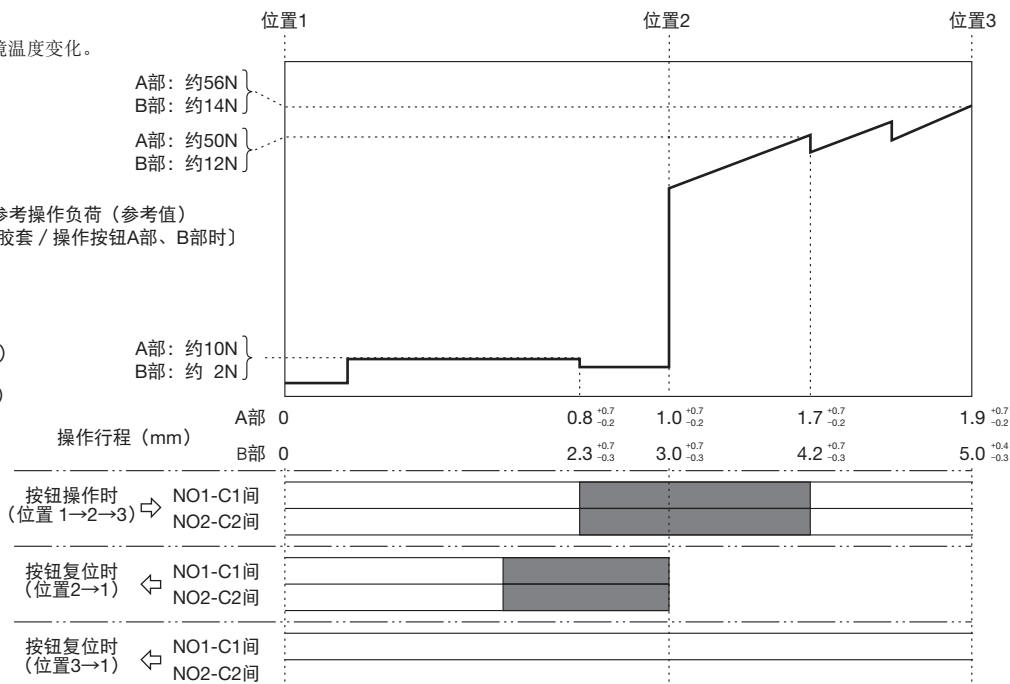 位置1 位置2 位置3
境温度变化。
A部：约56N
B部：约14N
A部：约50N
B部：约12N
参考操作负荷（参考值）
胶套 / 操作按钮A部、B部时〕
）
A部：约10N
B部：约 2N
）
A部 0 0.8 +0.7 -0.2 1.0 +0.7 -0.2 1.7 +0.7 -0.2 1.9 +0.7 -0.2
操作行程（mm）
B部 0 2.3 +0.7 -0.3 3.0 +0.7 -0.3 4.2 +0.7 -0.3 5.0 +0.4 -0.3
按钮操作时
（位置 1→2→3）
NO1-C1间
NO2-C2间
按钮复位时
（位置2→1）
NO1-C1间
NO2-C2间
按钮复位时
（位置3→1）
NO1-C1间
NO2-C2间